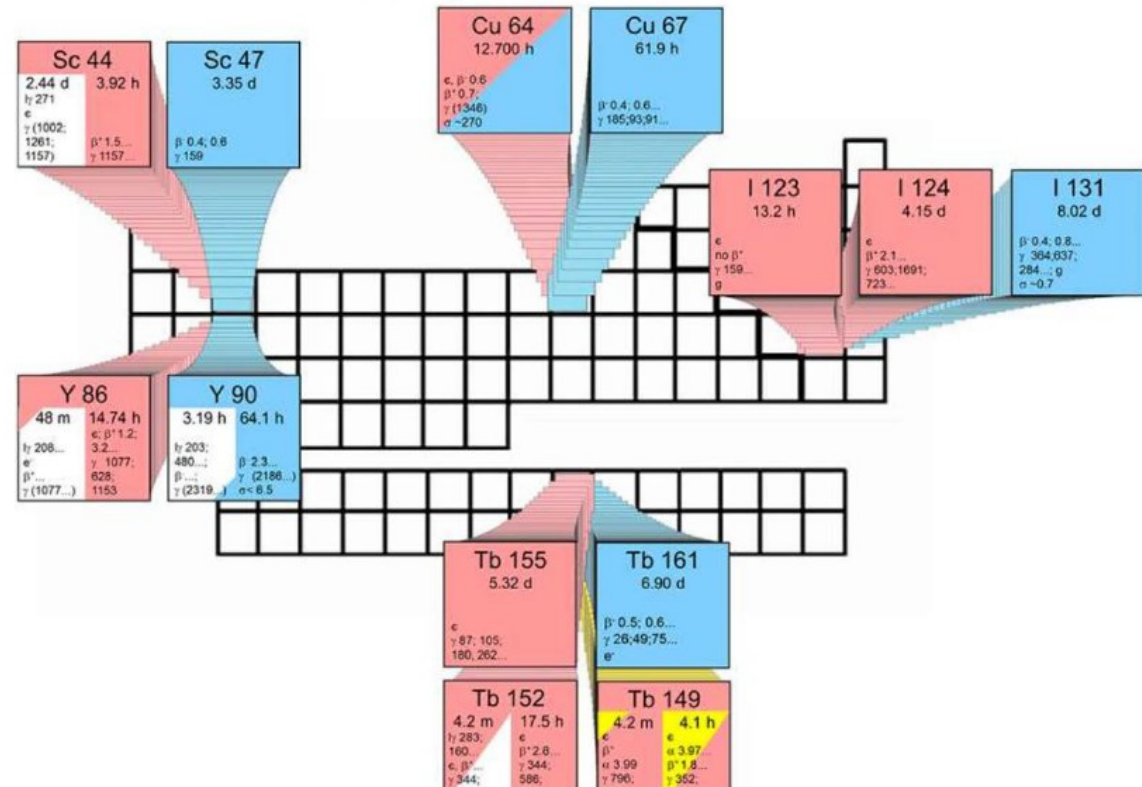 Sc 44
2.44 d 3.92 h
Iγ 271
ϵ
γ (1002;
1261;
1157)
β⁺ 1.5...
γ 1157...
Sc 47
3.35 d
β⁻ 0.4; 0.6
γ 159
Cu 64
12.700 h
ϵ, β⁻ 0.6
β⁺ 0.7;
γ (1346)
σ ~270
Cu 67
61.9 h
β⁻ 0.4; 0.6...
γ 185;93;91...
I 123
13.2 h
ϵ
no β⁺
γ 159...
g
I 124
4.15 d
ϵ
β⁺ 2.1...
γ 603;1691;
723...
I 131
8.02 d
β⁻ 0.4; 0.8...
γ 364;637;
284...; g
σ ~0.7
Y 86
48 m 14.74 h
Iγ 208...
e⁻
β⁺...
γ (1077...)
ϵ; β⁺ 1.2;
3.2...
γ 1077;
628;
1153
Y 90
3.19 h 64.1 h
Iγ 203;
480...;
β⁻...;
γ (2319...)
β⁻ 2.3...
γ (2186...)
σ < 6.5
Tb 155
5.32 d
ϵ
γ 87; 105;
180, 262...
Tb 161
6.90 d
β⁻ 0.5; 0.6...
γ 26;49;75...
e⁻
Tb 152
4.2 m 17.5 h
Iγ 283;
160...
ϵ, β⁺...
γ 344;
ϵ
β⁺ 2.8...
γ 344;
586;
Tb 149
4.2 m 4.1 h
ϵ
β⁺
α 3.99
γ 796;
ϵ
α 3.97...
β⁺ 1.8...
γ 352;